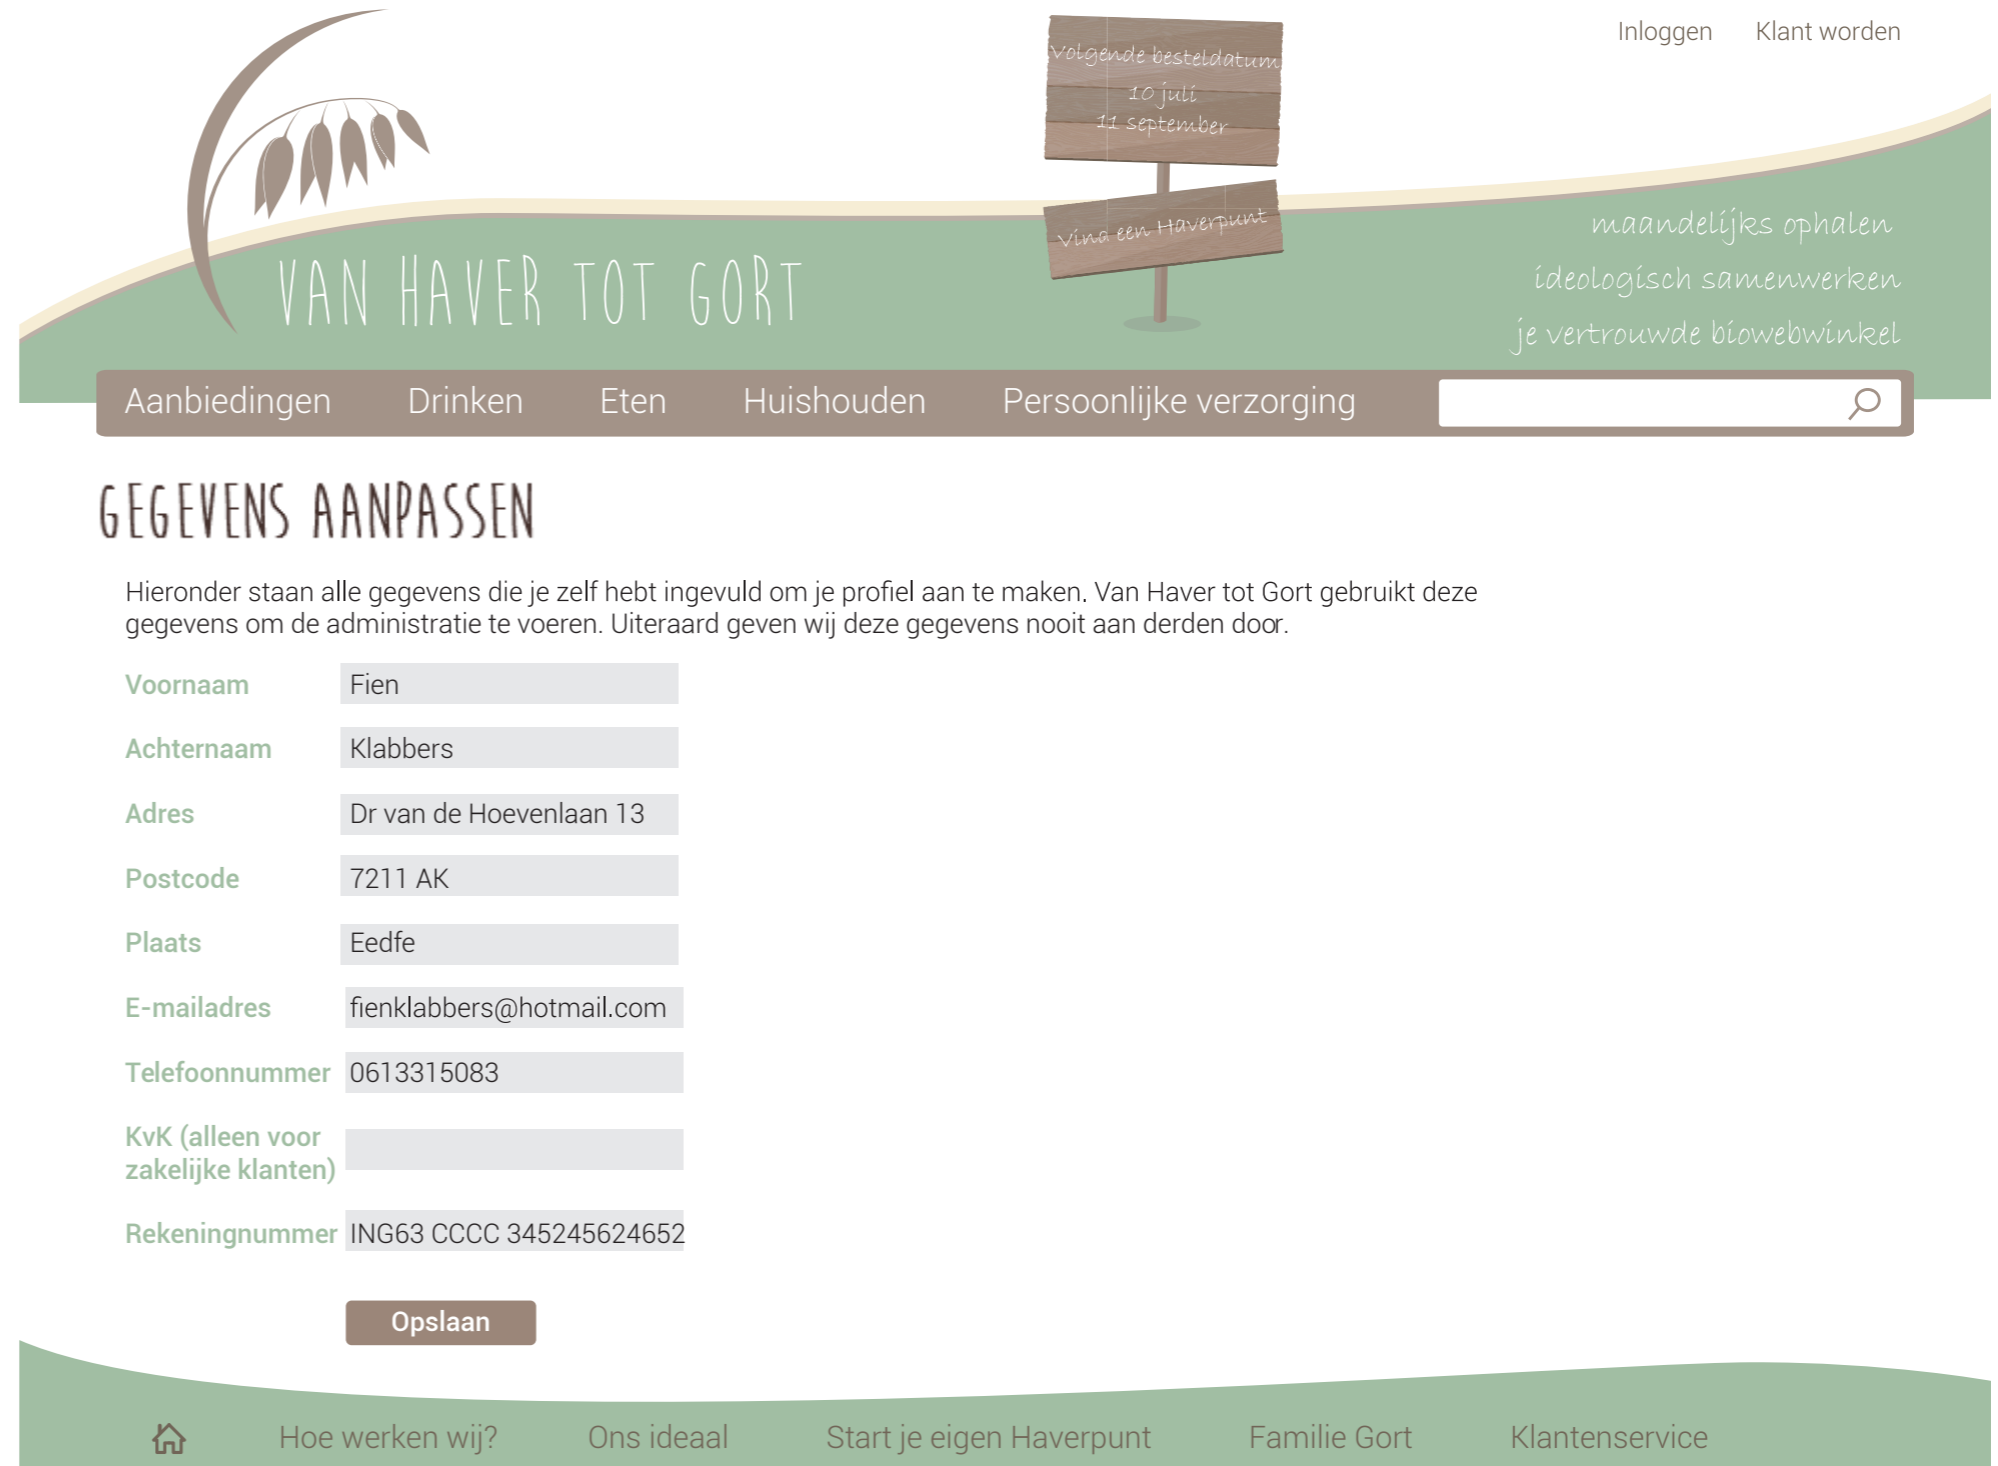 Inloggen Klant worden
Volgende besteldatum
10 juli
11 september
Vind een Haverpunt
maandelijks ophalen
ideologisch samenwerken
je vertrouwde biowebwinkel
VAN HAVER TOT GORT
Aanbiedingen Drinken Eten Huishouden Persoonlijke verzorging
GEGEVENS AANPASSEN
Hieronder staan alle gegevens die je zelf hebt ingevuld om je profiel aan te maken. Van Haver tot Gort gebruikt deze
gegevens om de administratie te voeren. Uiteraard geven wij deze gegevens nooit aan derden door.
Voornaam Fien
Achternaam Klabbers
Adres Dr van de Hoevenlaan 13
Postcode 7211 AK
Plaats Eedfe
E-mailadres fienklabbers@hotmail.com
Telefoonnummer 0613315083
KvK (alleen voor
zakelijke klanten)
Rekeningnummer ING63 CCCC 345245624652
Opslaan
Hoe werken wij? Ons ideaal Start je eigen Haverpunt Familie Gort Klantenservice